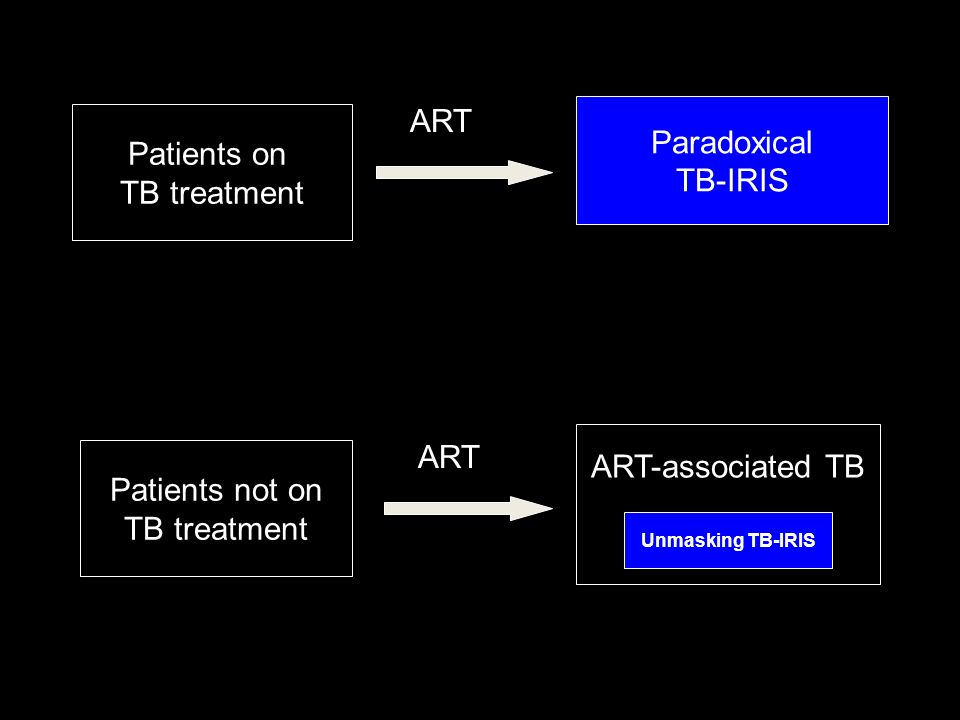 ART
Patients on
TB treatment
Paradoxical
TB-IRIS
ART
Patients not on
TB treatment
ART-associated TB
Unmasking TB-IRIS